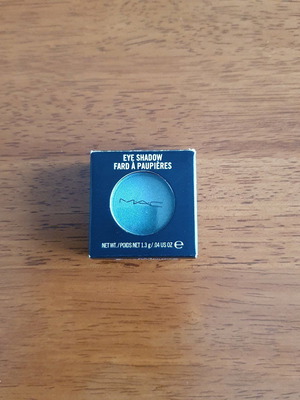 EYE SHADOW
FARD À PAUPIÈRES
MAC
NET WT. / POIDS NET 1.3 g / .04 US OZ ℮